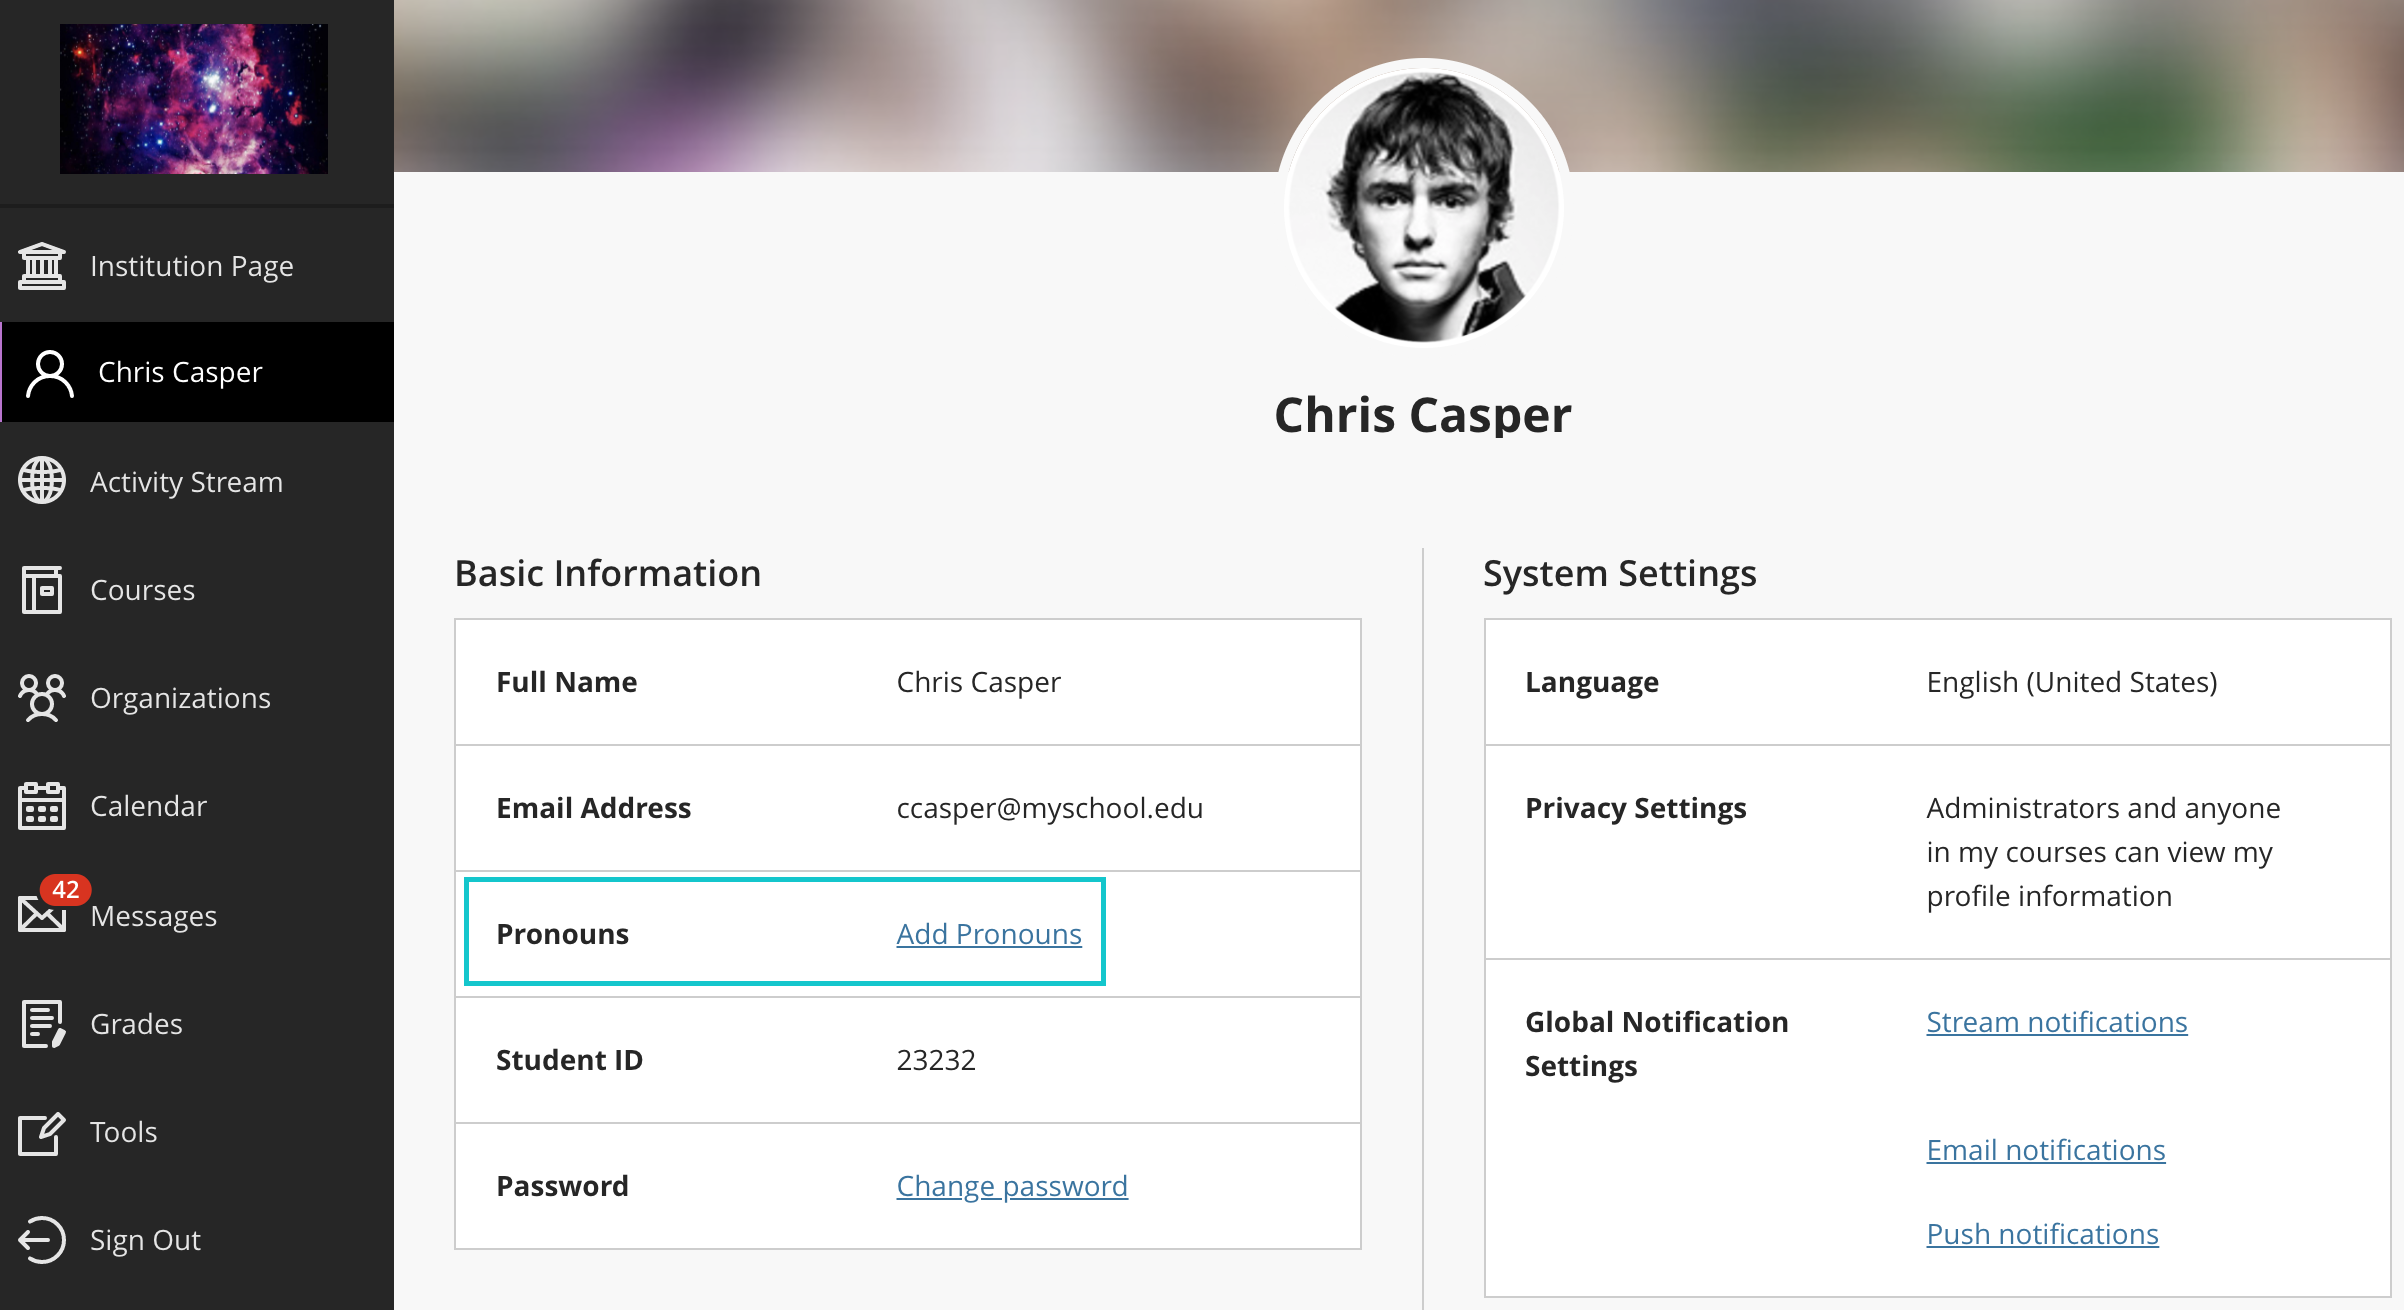 Institution Page
Chris Casper
Activity Stream
Courses
Organizations
Calendar
42
Messages
Grades
Tools
Sign Out
Chris Casper
Basic Information
Full Name Chris Casper
Email Address ccasper@myschool.edu
Pronouns Add Pronouns
Student ID 23232
Password Change password
System Settings
Language English (United States)
Privacy Settings Administrators and anyone
in my courses can view my
profile information
Global Notification Stream notifications
Settings
Email notifications
Push notifications